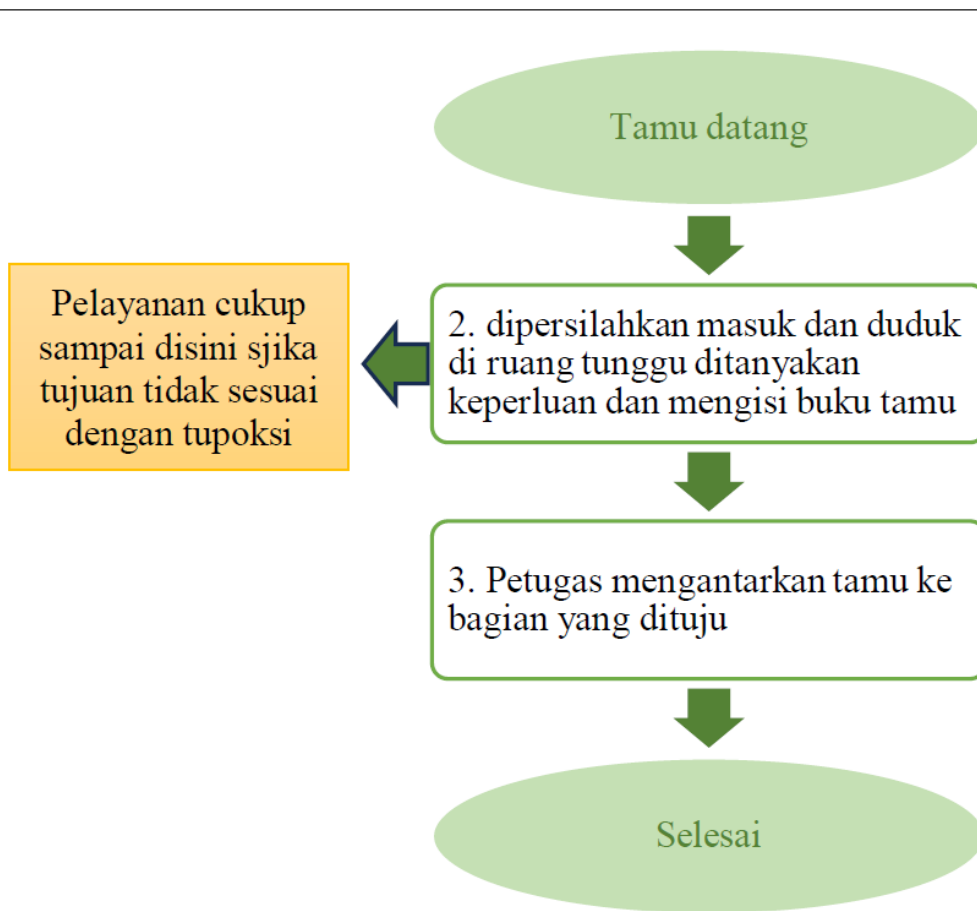 Tamu datang
Pelayanan cukup
sampai disini sjika
tujuan tidak sesuai
dengan tupoksi
2. dipersilahkan masuk dan duduk
di ruang tunggu ditanyakan
keperluan dan mengisi buku tamu
3. Petugas mengantarkan tamu ke
bagian yang dituju
Selesai